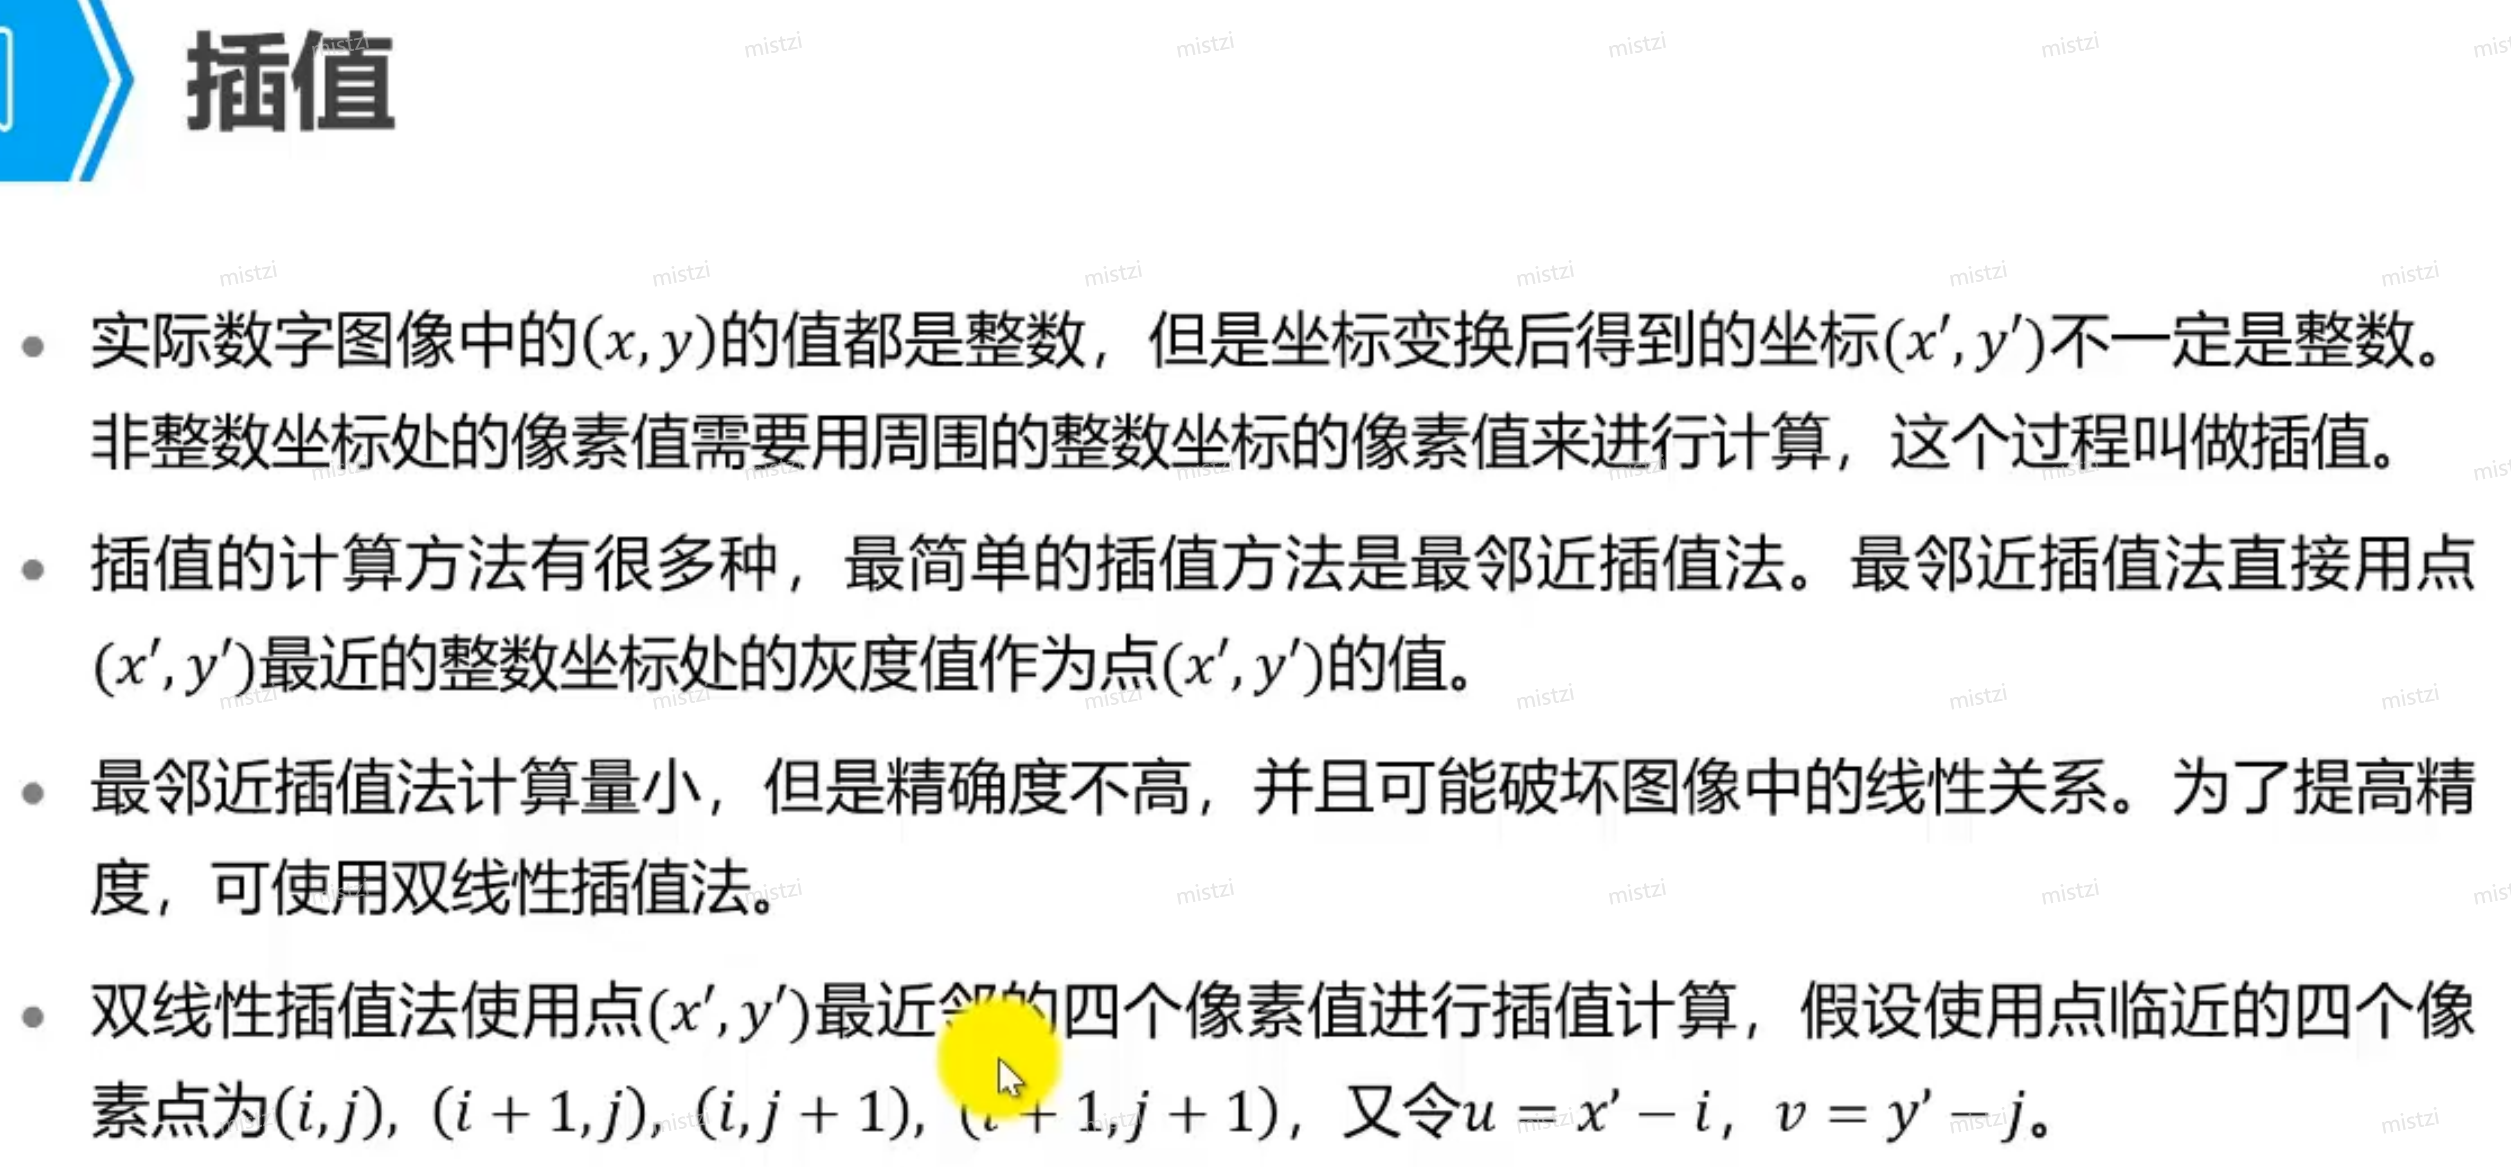 插值
实际数字图像中的(x, y)的值都是整数，但是坐标变换后得到的坐标(x′, y′)不一定是整数。
非整数坐标处的像素值需要用周围的整数坐标的像素值来进行计算，这个过程叫做插值。
插值的计算方法有很多种，最简单的插值方法是最邻近插值法。最邻近插值法直接用点
(x′, y′)最近的整数坐标处的灰度值作为点(x′, y′)的值。
最邻近插值法计算量小，但是精确度不高，并且可能破坏图像中的线性关系。为了提高精
度，可使用双线性插值法。
双线性插值法使用点(x′, y′)最近邻的四个像素值进行插值计算，假设使用点临近的四个像
素点为(i, j), (i + 1, j), (i, j + 1), (i + 1, j + 1)，又令u = x′ − i，v = y′ − j。
mistzi